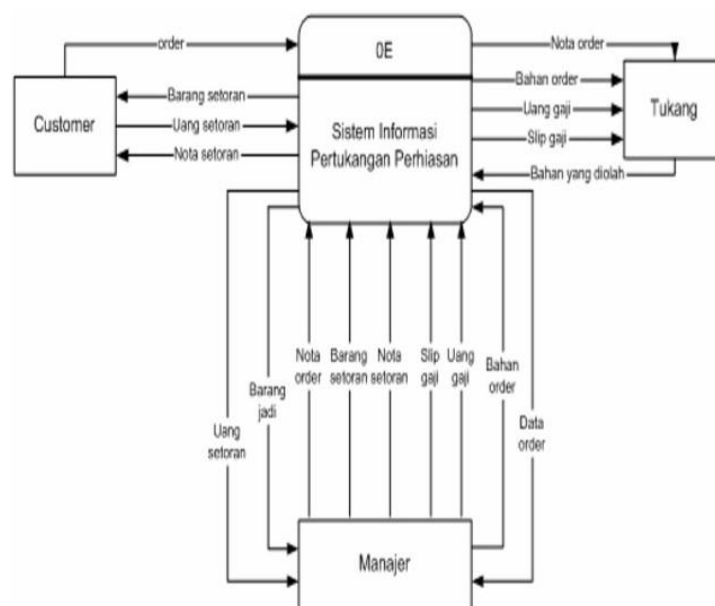 order
0E
Nota order
Barang setoran
Bahan order
Customer
Uang setoran
Uang gaji
Tukang
Sistem Informasi
Pertukangan Perhiasan
Nota setoran
Slip gaji
Bahan yang diolah
Uang
setoran
Barang
jadi
Nota
order
Barang
setoran
Nota
setoran
Slip
gaji
Uang
gaji
Bahan
order
Data
order
Manajer